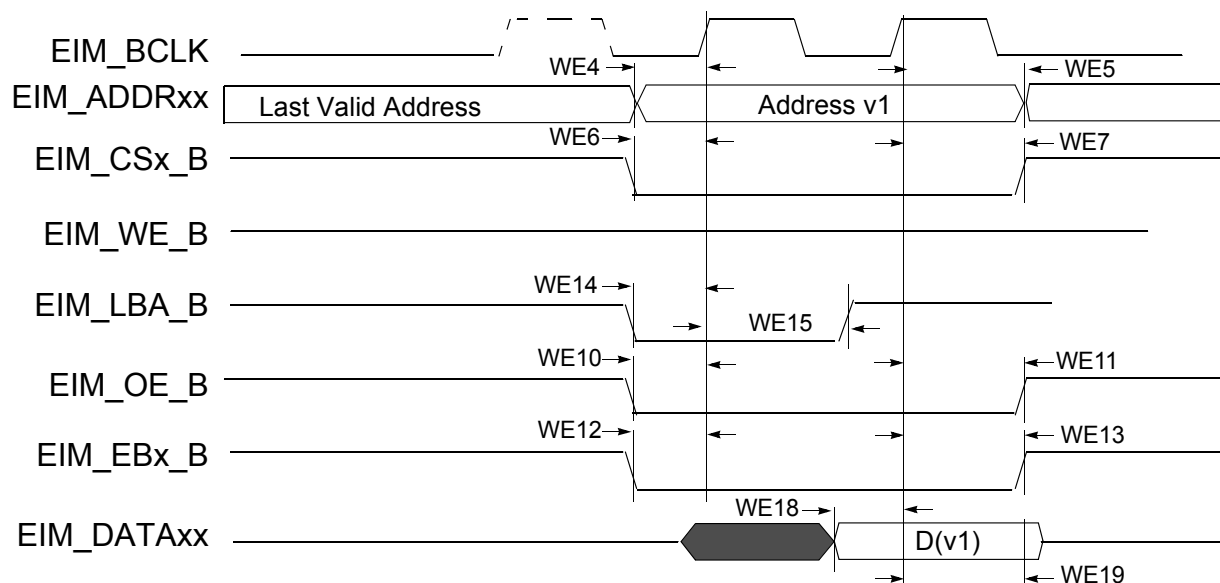 EIM_BCLK
WE4
WE5
EIM_ADDRxx
Last Valid Address
Address v1
WE6
WE7
EIM_CSx_B
EIM_WE_B
WE14
EIM_LBA_B
WE15
WE10
WE11
EIM_OE_B
WE12
WE13
EIM_EBx_B
WE18
EIM_DATAxx
D(v1)
WE19